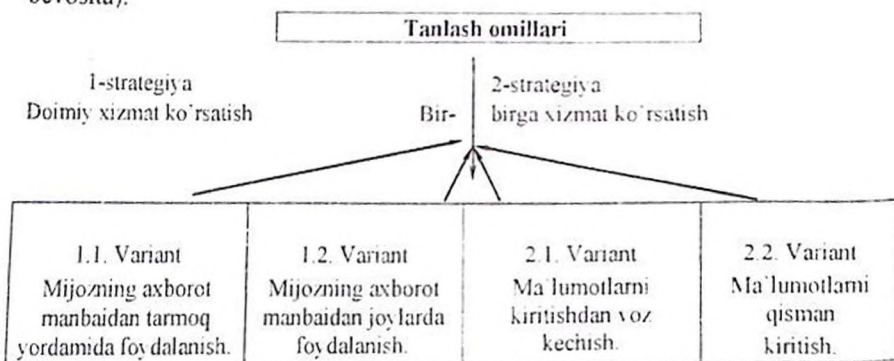 bevosita).
Tanlash omillari
1-strategiya
Doimiy xizmat ko`rsatish
2-strategiya
Bir- birga xizmat ko`rsatish
1.1. Variant
Mijozning axborot
manbaidan tarmoq
yordamida foydalanish.
1.2. Variant
Mijozning axborot
manbaidan joylarda
foydalanish.
2.1. Variant
Ma`lumotlarni
kiritishdan voz
kechish.
2.2. Variant
Ma`lumotlarni
qisman
kiritish.